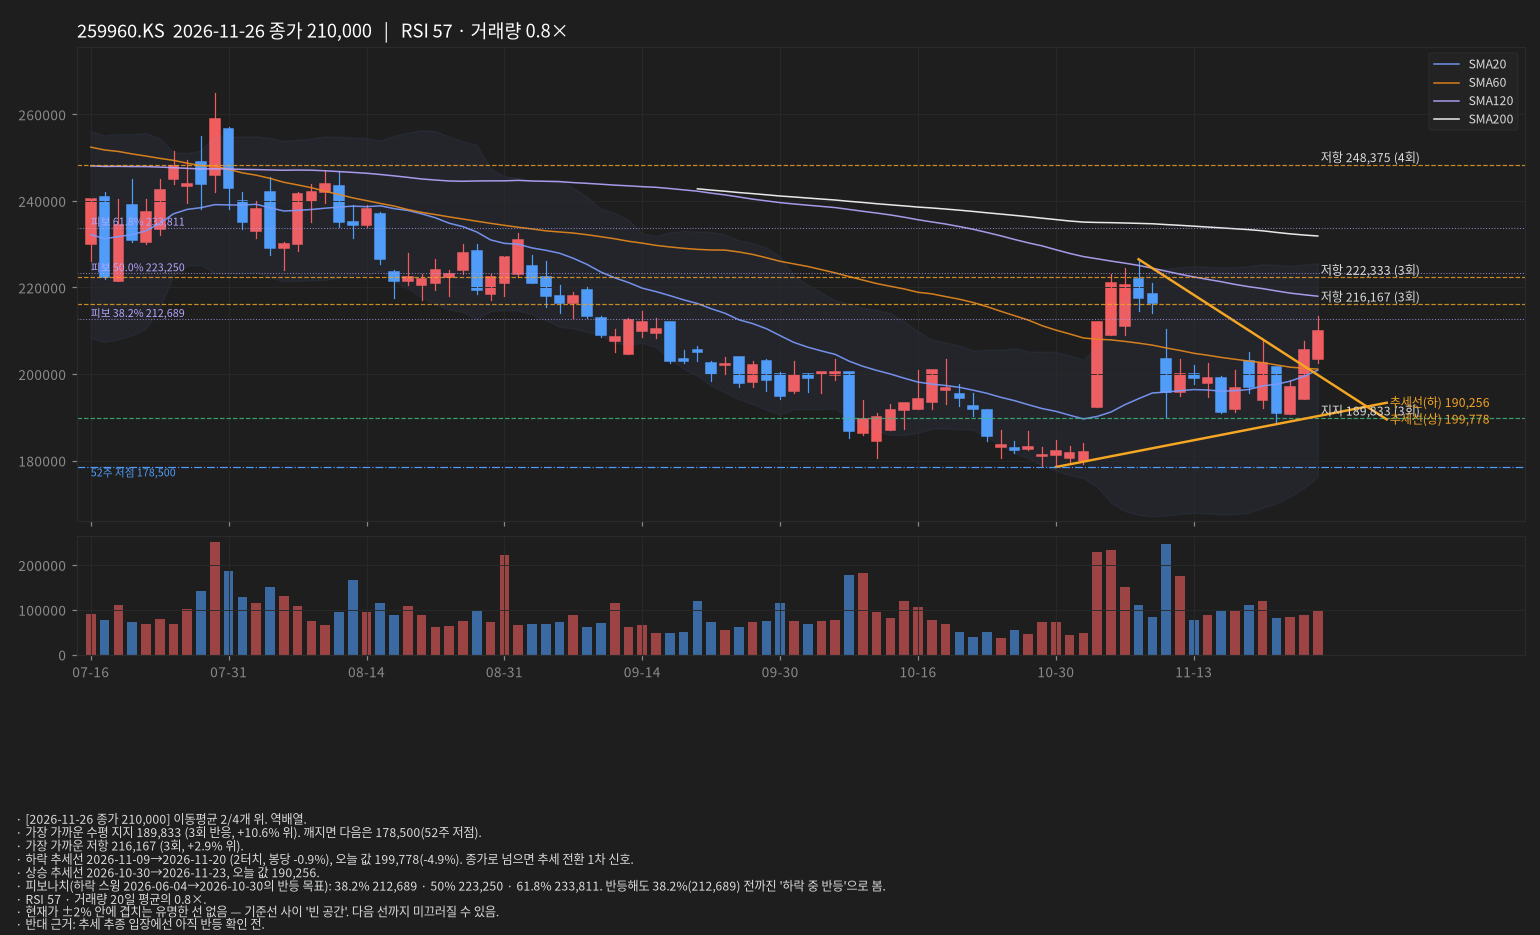 259960.KS 2026-11-26 종가 210,000 | RSI 57 · 거래량 0.8×
SMA20
SMA60
SMA120
SMA200
260000
240000
220000
200000
180000
저항 248,375 (4회)
피보 61.8% 233,811
피보 50.0% 223,250
저항 222,333 (3회)
저항 216,167 (3회)
피보 38.2% 212,689
추세선(하) 190,256
지지 189,833 (3회)
추세선(상) 199,778
52주 저점 178,500
200000
100000
0
07-16
07-31
08-14
08-31
09-14
09-30
10-16
10-30
11-13
· [2026-11-26 종가 210,000] 이동평균 2/4개 위. 역배열.
· 가장 가까운 수평 지지 189,833 (3회 반응, +10.6% 위). 깨지면 다음은 178,500(52주 저점).
· 가장 가까운 저항 216,167 (3회, +2.9% 위).
· 하락 추세선 2026-11-09→2026-11-20 (2터치, 봉당 -0.9%), 오늘 값 199,778(-4.9%). 종가로 넘으면 추세 전환 1차 신호.
· 상승 추세선 2026-10-30→2026-11-23, 오늘 값 190,256.
· 피보나치(하락 스윙 2026-06-04→2026-10-30의 반등 목표): 38.2% 212,689 · 50% 223,250 · 61.8% 233,811. 반등해도 38.2%(212,689) 전까진 '하락 중 반등'으로 봄.
· RSI 57 · 거래량 20일 평균의 0.8×.
· 현재가 ±2% 안에 겹치는 유명한 선 없음 — 기준선 사이 '빈 공간'. 다음 선까지 미끄러질 수 있음.
· 반대 근거: 추세 추종 입장에선 아직 반등 확인 전.